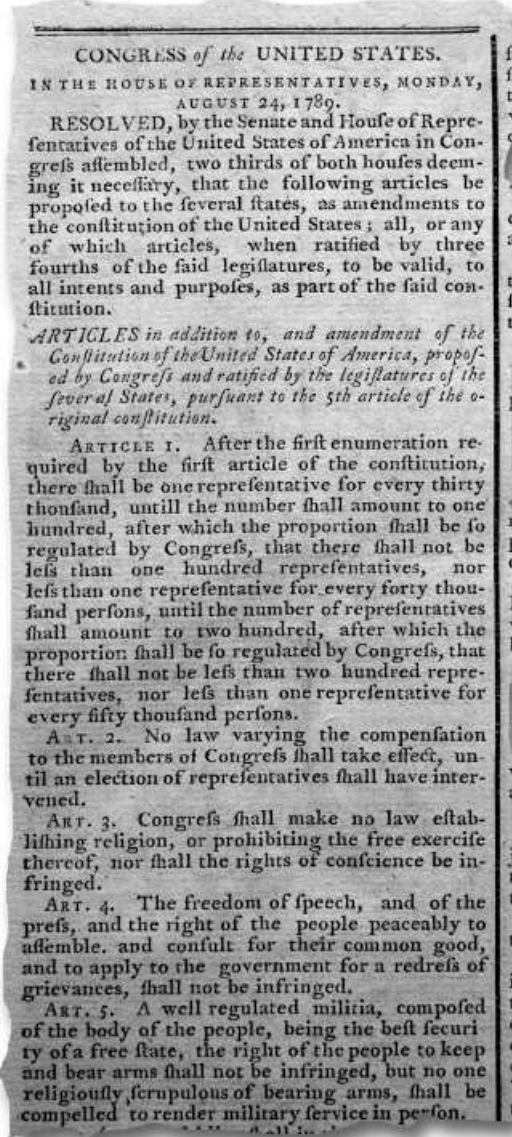 CONGRESS of the UNITED STATES.
IN THE HOUSE OF REPRESENTATIVES, MONDAY,
AUGUST 24, 1789.
RESOLVED, by the Senate and Houſe of Repre-
ſentatives of the United States of America in Con-
greſs aſſembled, two thirds of both houſes deem-
ing it neceſſary, that the following articles be
propoſed to the ſeveral ſtates, as amendments to
the conſtitution of the United States; all, or any
of which articles, when ratified by three
fourths of the ſaid legiſlatures, to be valid, to
all intents and purpoſes, as part of the ſaid con-
ſtitution.
ARTICLES in addition to, and amendment of the
Conſtitution of the United States of America, propoſ-
ed by Congreſs and ratified by the legiſlatures of the
ſeveral States, purſuant to the 5th article of the o-
riginal conſtitution.
ARTICLE 1. After the firſt enumeration re-
quired by the firſt article of the conſtitution,
there ſhall be one repreſentative for every thirty
thouſand, untill the number ſhall amount to one
hundred, after which the proportion ſhall be ſo
regulated by Congreſs, that there ſhall not be
leſs than one hundred repreſentatives, nor
leſs than one repreſentative for every forty thou-
ſand perſons, until the number of repreſentatives
ſhall amount to two hundred, after which the
proportion ſhall be ſo regulated by Congreſs, that
there ſhall not be leſs than two hundred repre-
ſentatives, nor leſs than one repreſentative for
every fifty thouſand perſons.
ART. 2. No law varying the compenſation
to the members of Congreſs ſhall take effect, un-
til an election of repreſentatives ſhall have inter-
vened.
ART. 3. Congreſs ſhall make no law eſtab-
liſhing religion, or prohibiting the free exerciſe
thereof, nor ſhall the rights of conſcience be in-
fringed.
ART. 4. The freedom of ſpeech, and of the
preſs, and the right of the people peaceably to
aſſemble. and conſult for their common good,
and to apply to the government for a redreſs of
grievances, ſhall not be infringed.
ART. 5. A well regulated militia, compoſed
of the body of the people, being the beſt ſecuri
ty of a free ſtate, the right of the people to keep
and bear arms ſhall not be infringed, but no one
religiouſly ſcrupulous of bearing arms, ſhall be
compelled to render military ſervice in perſon.